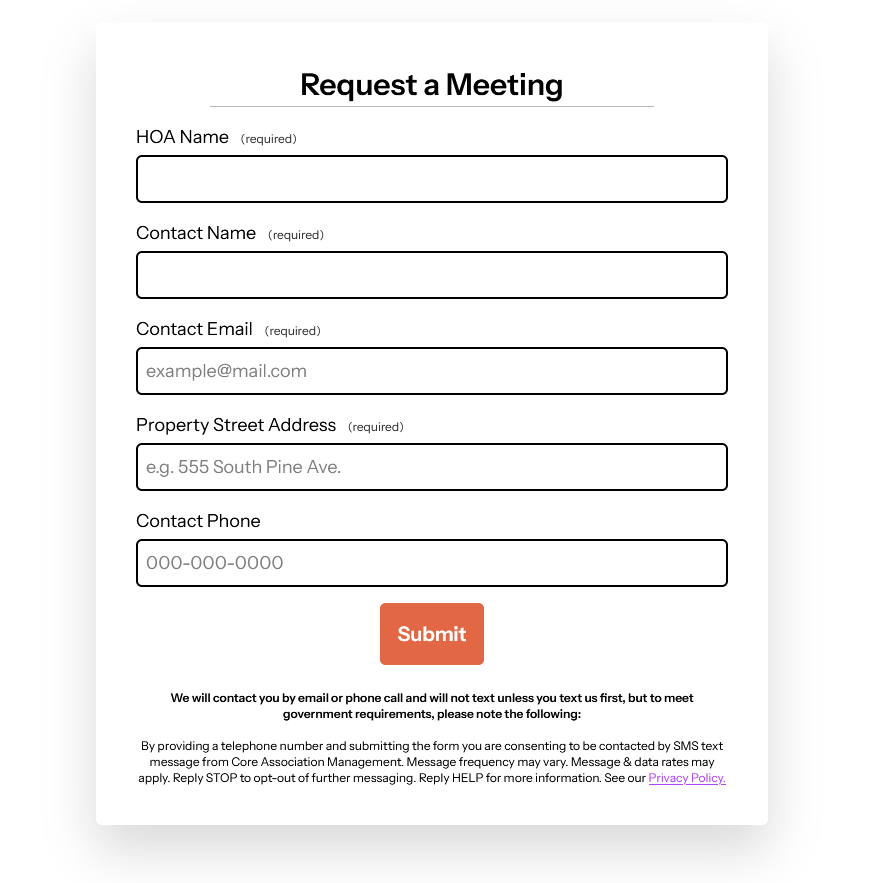 Request a Meeting
HOA Name (required)
Contact Name (required)
Contact Email (required)
example@mail.com
Property Street Address (required)
e.g. 555 South Pine Ave.
Contact Phone
000-000-0000
Submit
We will contact you by email or phone call and will not text unless you text us first, but to meet
government requirements, please note the following:
By providing a telephone number and submitting the form you are consenting to be contacted by SMS text
message from Core Association Management. Message frequency may vary. Message & data rates may
apply. Reply STOP to opt-out of further messaging. Reply HELP for more information. See our Privacy Policy.